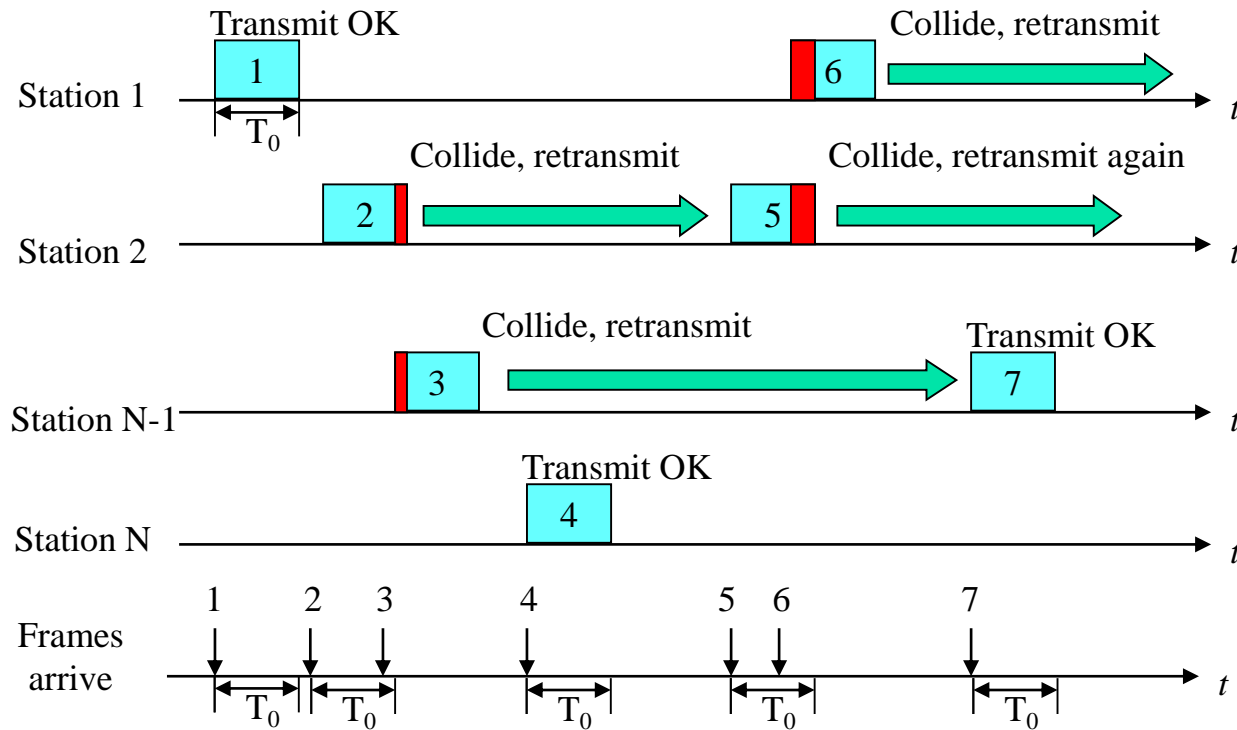 Transmit OK
Collide, retransmit
Station 1
1
6
T₀
t
Collide, retransmit
Collide, retransmit again
Station 2
2
5
t
Collide, retransmit
Transmit OK
Station N-1
3
7
t
Transmit OK
Station N
4
t
1 2 3 4 5 6 7
Frames
arrive
t
T₀ T₀ T₀ T₀ T₀